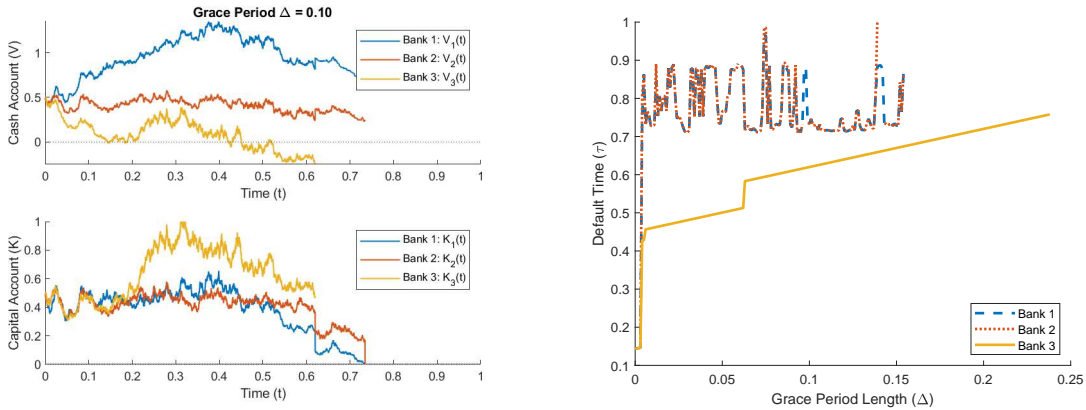 Grace Period Δ = 0.10
Cash Account (V)
1
0.5
0
Bank 1: V1(t)
Bank 2: V2(t)
Bank 3: V3(t)
0 0.1 0.2 0.3 0.4 0.5 0.6 0.7 0.8 0.9 1
Time (t)
Capital Account (K)
1
0.8
0.6
0.4
0.2
0
Bank 1: K1(t)
Bank 2: K2(t)
Bank 3: K3(t)
0 0.1 0.2 0.3 0.4 0.5 0.6 0.7 0.8 0.9 1
Time (t)
Default Time (τ)
1
0.9
0.8
0.7
0.6
0.5
0.4
0.3
0.2
0.1
Bank 1
Bank 2
Bank 3
0 0.05 0.1 0.15 0.2 0.25
Grace Period Length (Δ)